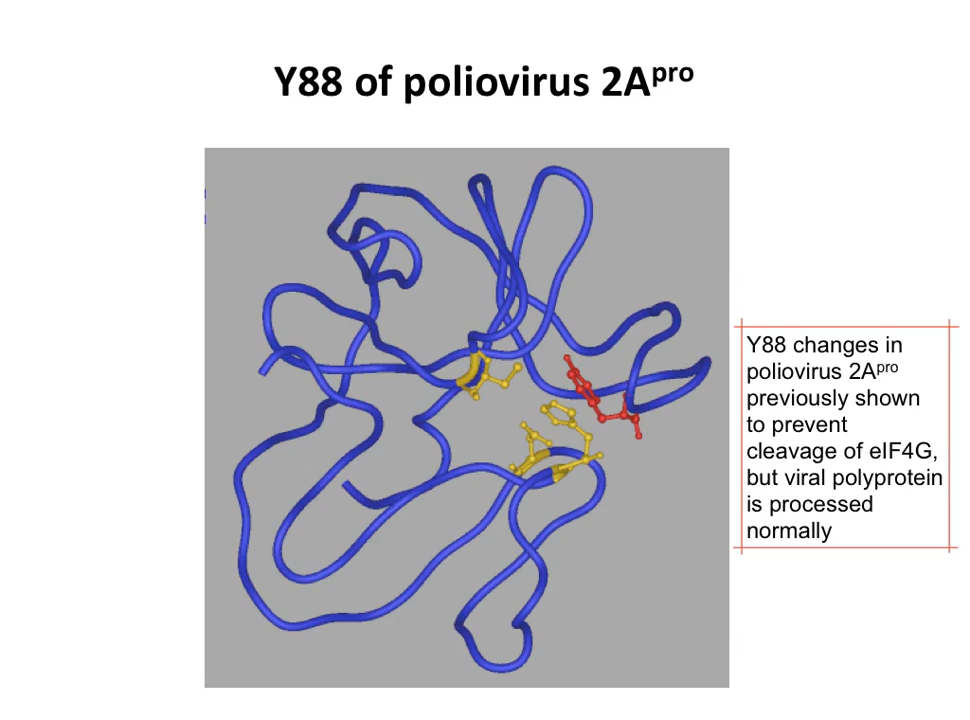 Y88 of poliovirus 2Apro
Y88 changes in
poliovirus 2Apro
previously shown
to prevent
cleavage of eIF4G,
but viral polyprotein
is processed
normally